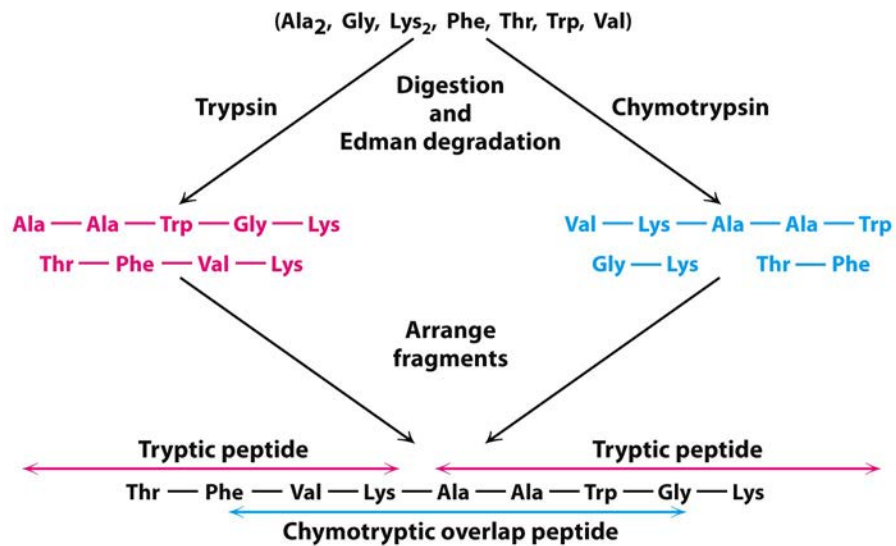 (Ala2, Gly, Lys2, Phe, Thr, Trp, Val)
Trypsin
Digestion
and
Edman degradation
Chymotrypsin
Ala — Ala — Trp — Gly — Lys
Thr — Phe — Val — Lys
Val — Lys — Ala — Ala — Trp
Gly — Lys
Thr — Phe
Arrange
fragments
Tryptic peptide
Tryptic peptide
Thr — Phe — Val — Lys — Ala — Ala — Trp — Gly — Lys
Chymotryptic overlap peptide